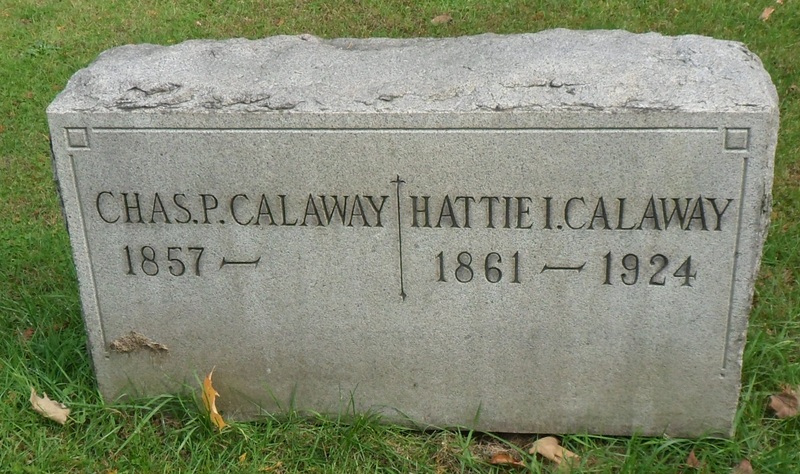 CHAS. P. CALAWAY
1857 —
HATTIE I. CALAWAY
1861 — 1924